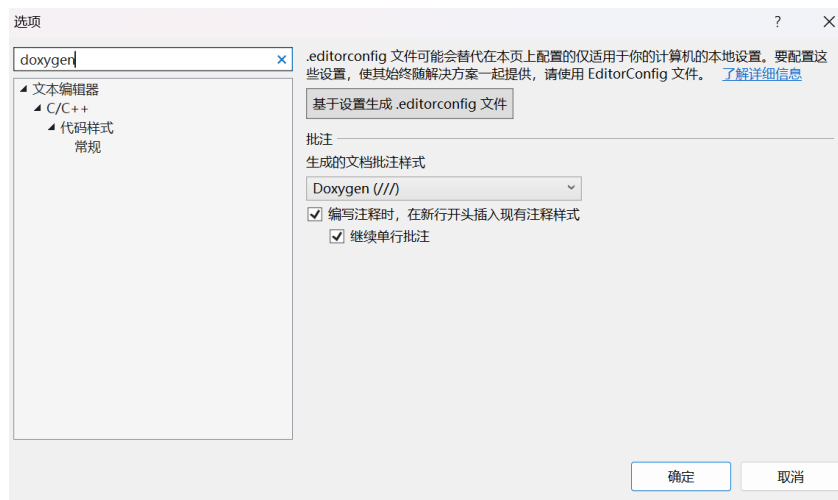 选项
doxygen
文本编辑器
C/C++
代码样式
常规
.editorconfig 文件可能会替代在本页上配置的仅适用于你的计算机的本地设置。要配置这
些设置，使其始终随解决方案一起提供，请使用 EditorConfig 文件。 了解详细信息
基于设置生成 .editorconfig 文件
批注
生成的文档批注样式
Doxygen (///)
编写注释时，在新行开头插入现有注释样式
继续单行批注
确定
取消